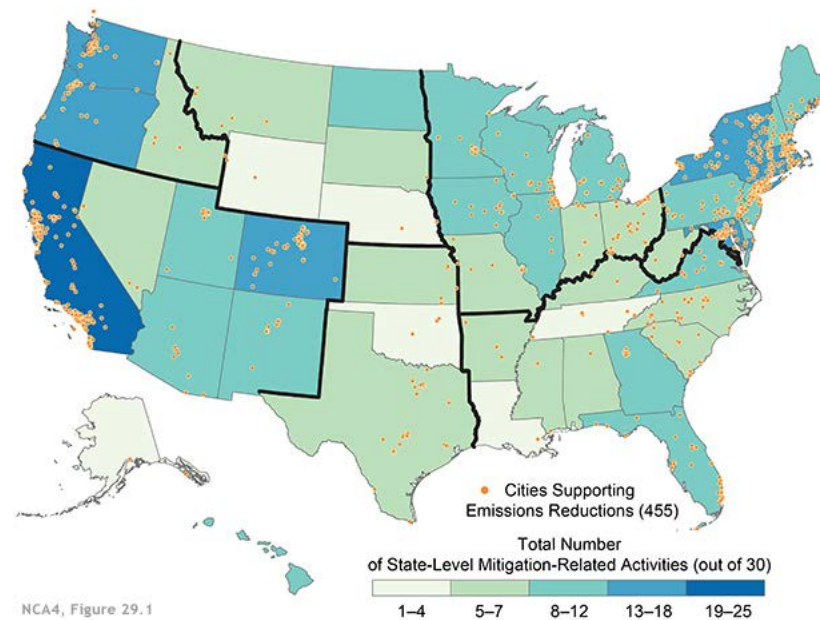 Cities Supporting
Emissions Reductions (455)
Total Number
of State-Level Mitigation-Related Activities (out of 30)
1–4 5–7 8–12 13–18 19–25
NCA4, Figure 29.1